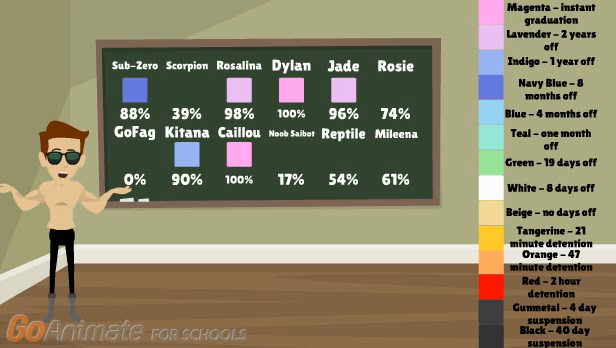 Sub-Zero Scorpion Rosalina Dylan Jade Rosie
88% 39% 98% 100% 96% 74%
GoFag Kitana Caillou Noob Saibot Reptile Mileena
0% 90% 100% 17% 54% 61%
Magenta - instant
graduation
Lavender - 2 years
off
Indigo - 1 year off
Navy Blue - 8
months off
Blue - 4 months off
Teal - one month
off
Green - 19 days off
White - 8 days off
Beige - no days off
Tangerine - 21
minute detention
Orange - 47
minute detention
Red - 2 hour
detention
Gunmetal - 4 day
suspension
Black - 40 day
suspension
GoAnimate FOR SCHOOLS